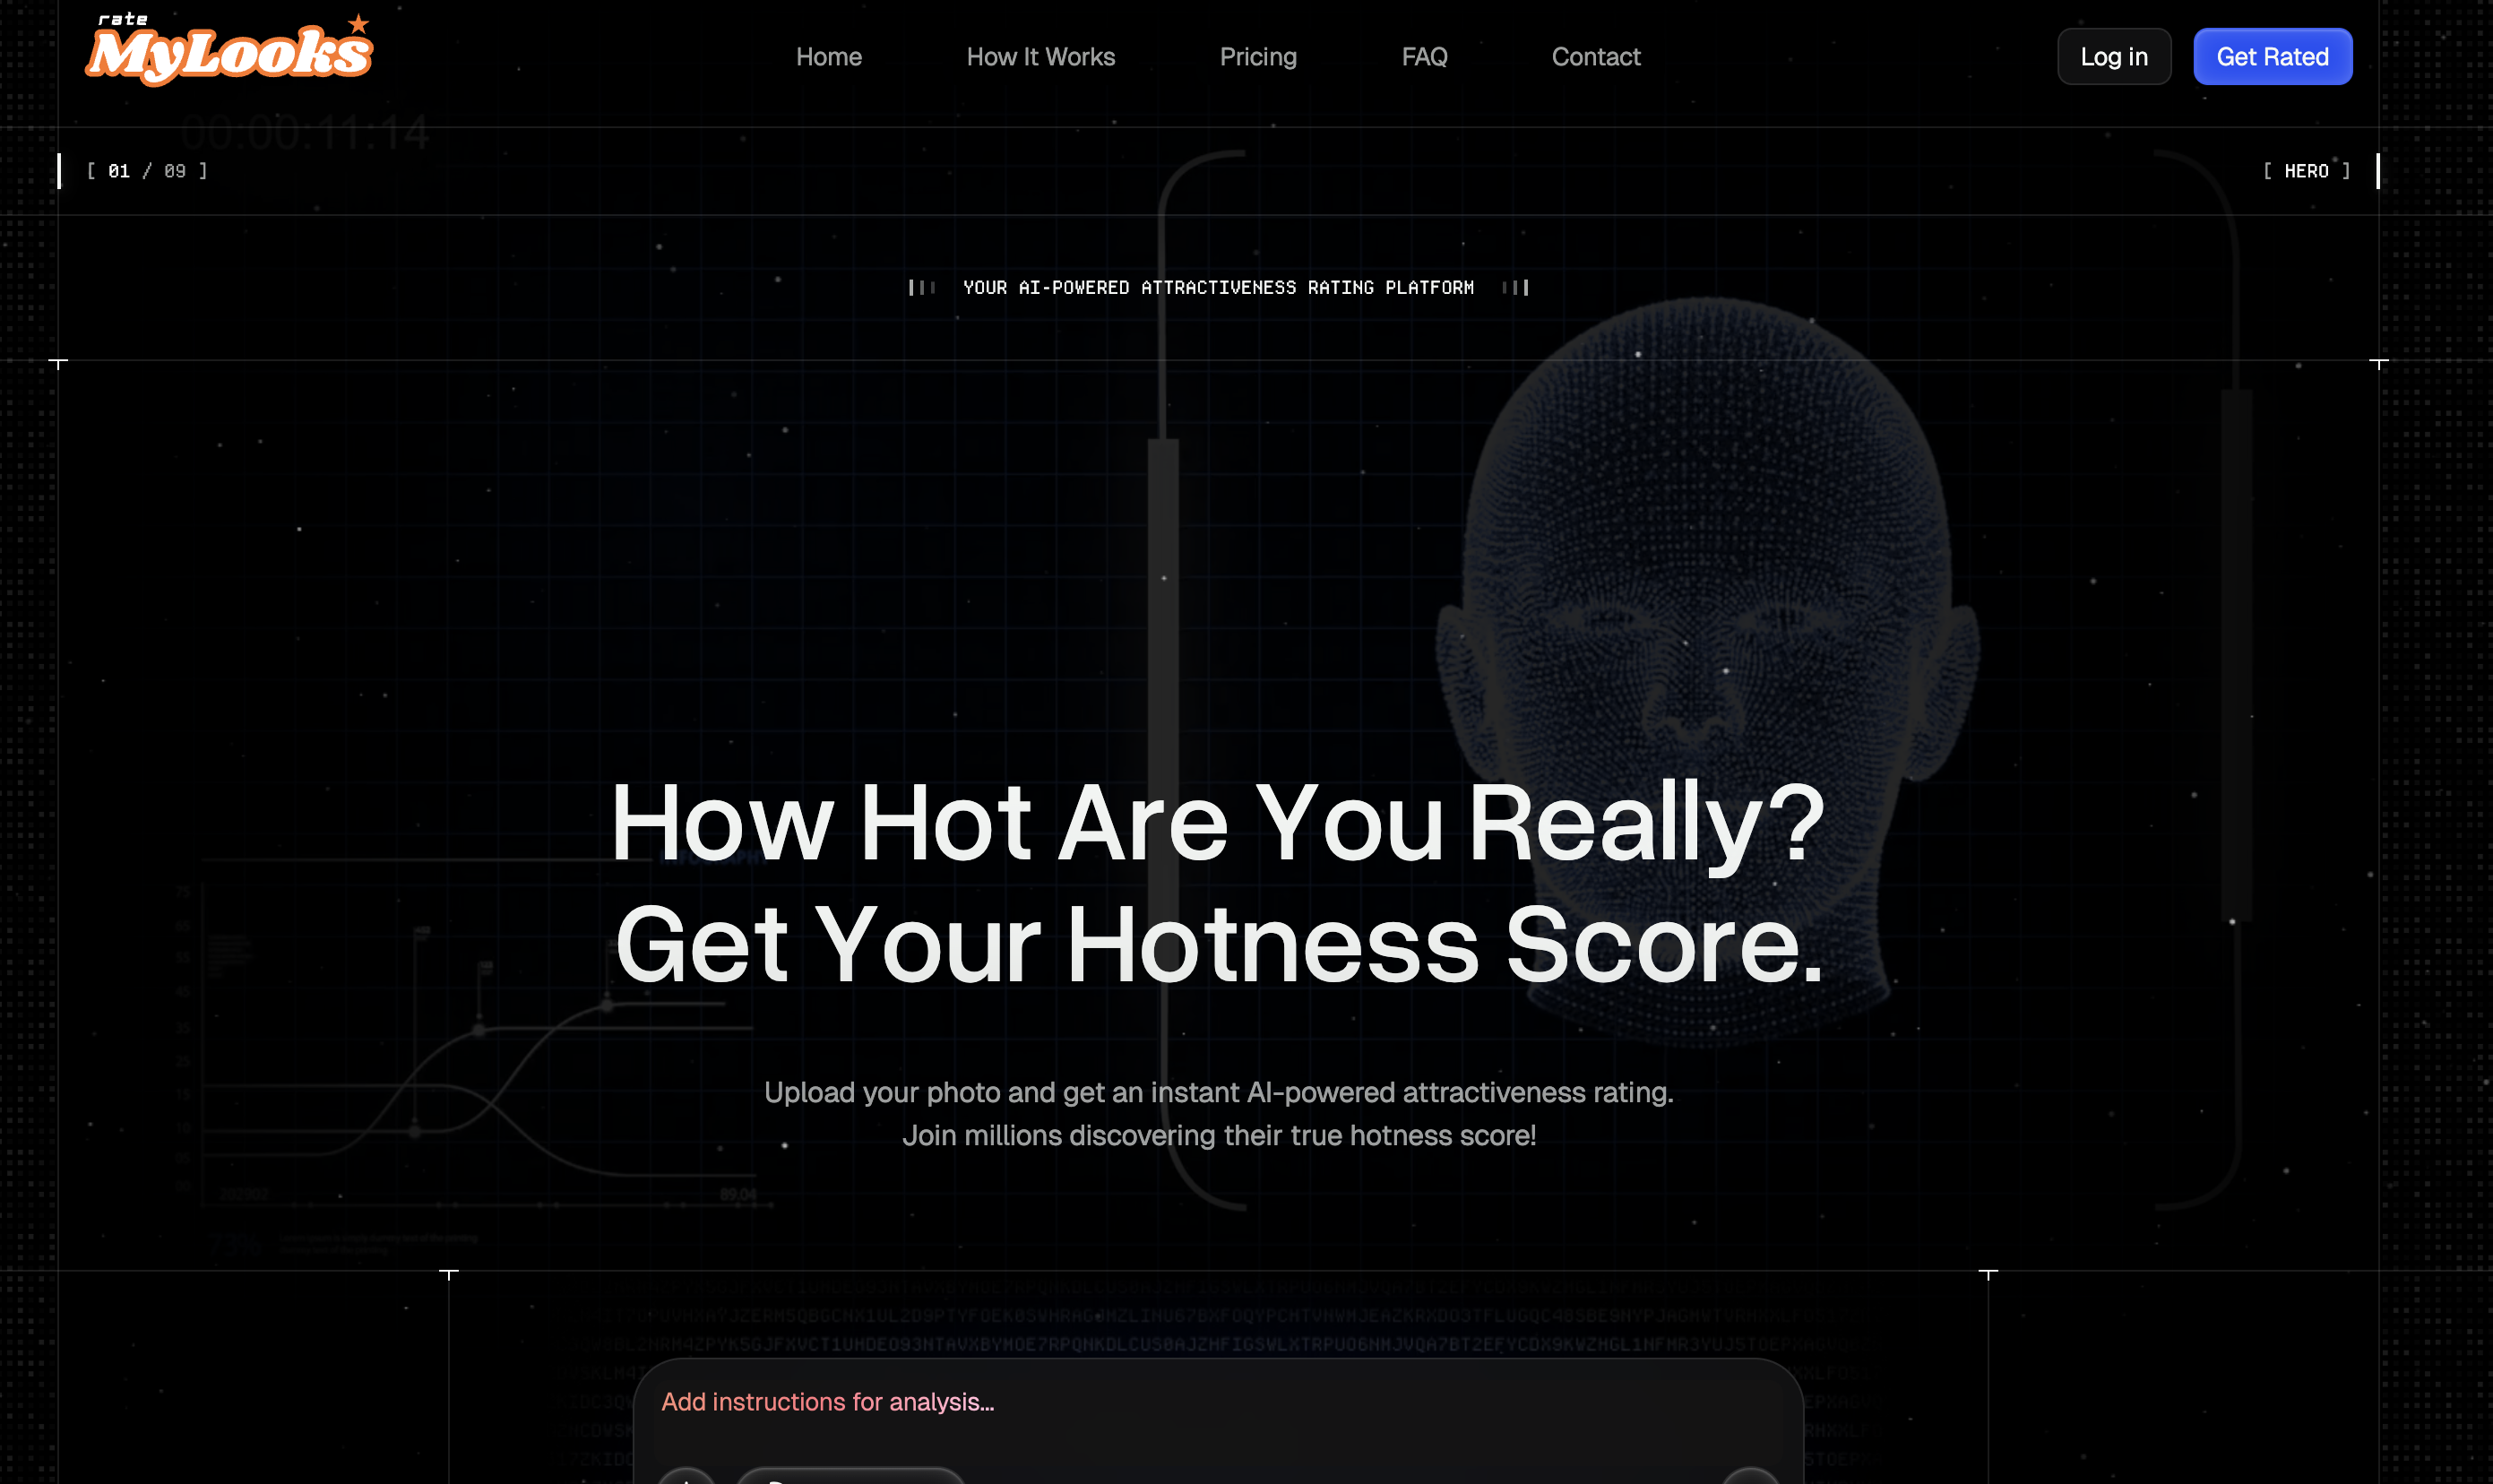 rate
MyLooks
Home
How It Works
Pricing
FAQ
Contact
Log in
Get Rated
00:00:11:14
[ 01 / 09 ]
[ HERO ]
YOUR AI-POWERED ATTRACTIVENESS RATING PLATFORM
How Hot Are You Really?
Get Your Hotness Score.
Upload your photo and get an instant AI-powered attractiveness rating.
Join millions discovering their true hotness score!
89.04
73%
Add instructions for analysis...